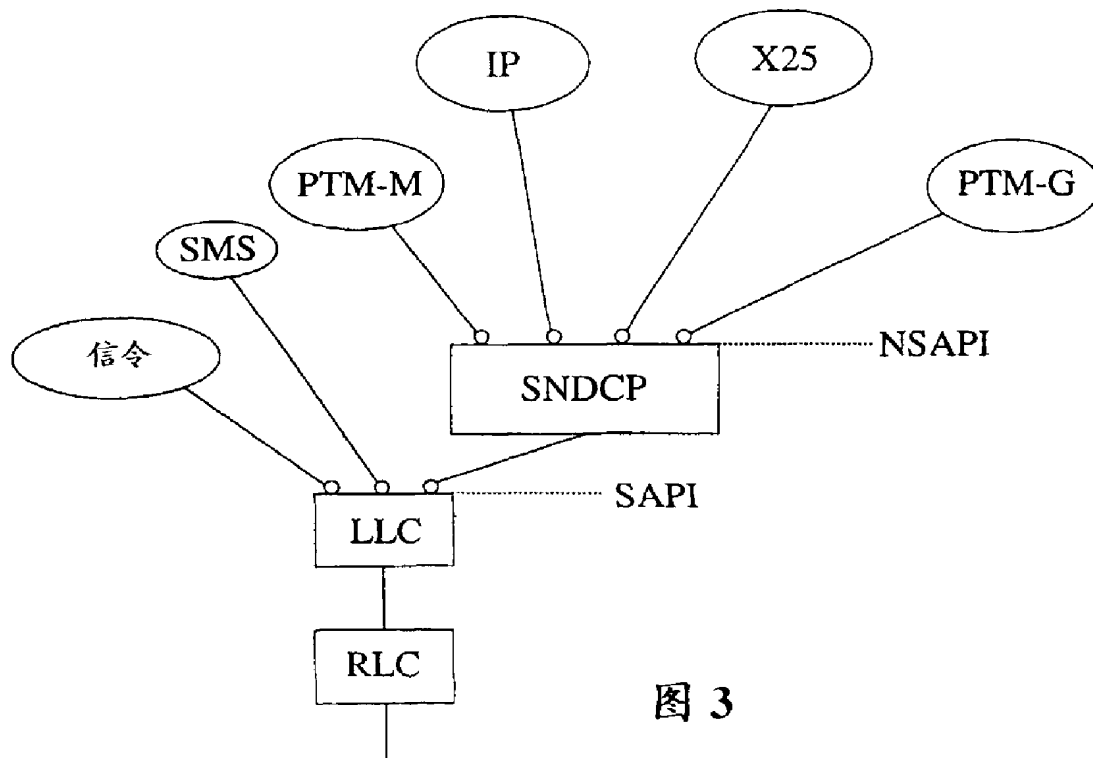 IP
X25
PTM-M
PTM-G
SMS
信令
NSAPI
SNDCP
SAPI
LLC
RLC
图 3